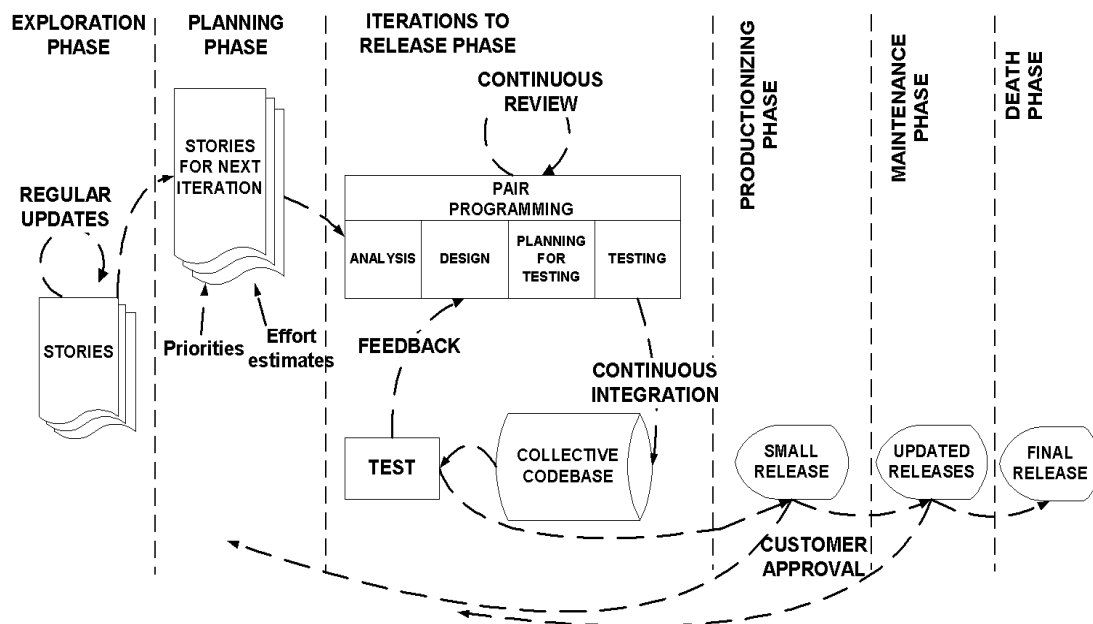 EXPLORATION
PHASE
PLANNING
PHASE
ITERATIONS TO
RELEASE PHASE
PRODUCTIONIZING
PHASE
MAINTENANCE
PHASE
DEATH
PHASE
CONTINUOUS
REVIEW
STORIES
FOR NEXT
ITERATION
REGULAR
UPDATES
PAIR
PROGRAMMING
ANALYSIS
DESIGN
PLANNING
FOR
TESTING
TESTING
STORIES
Priorities
Effort
estimates
FEEDBACK
CONTINUOUS
INTEGRATION
TEST
COLLECTIVE
CODEBASE
SMALL
RELEASE
UPDATED
RELEASES
FINAL
RELEASE
CUSTOMER
APPROVAL